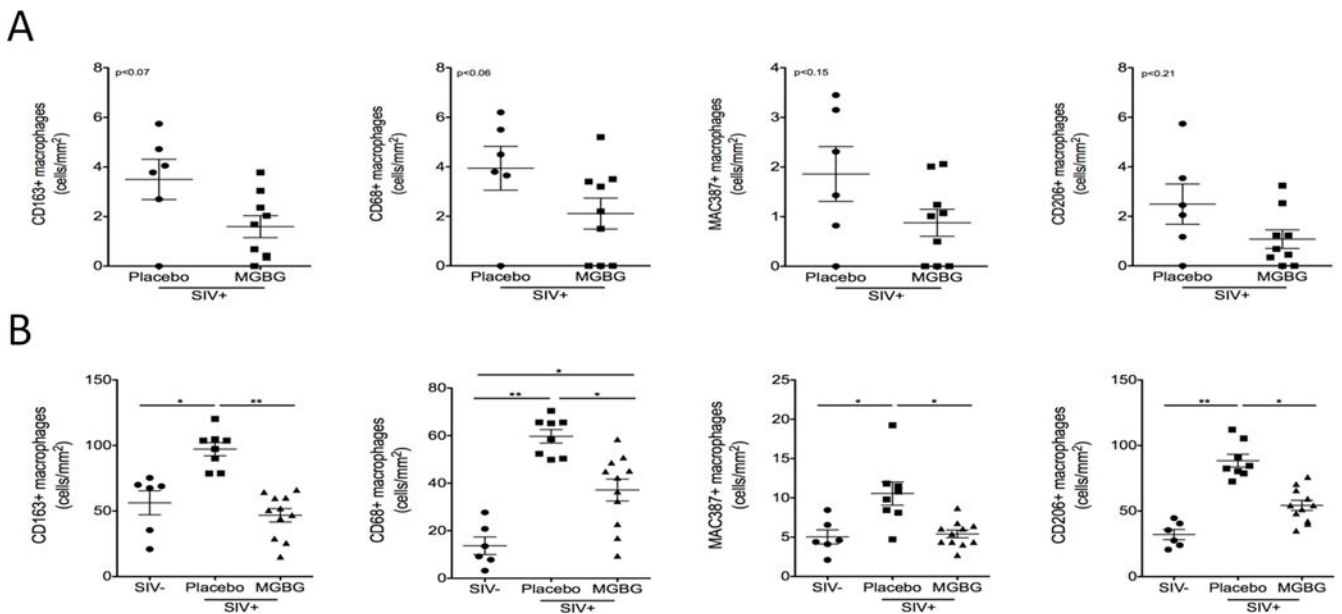 A
CD163+ macrophages
(cells/mm²)
p<0.07
8
6
4
2
0
Placebo
MGBG
SIV+
CD68+ macrophages
(cells/mm²)
p<0.06
8
6
4
2
0
Placebo
MGBG
SIV+
MAC387+ macrophages
(cells/mm²)
p<0.15
4
3
2
1
0
Placebo
MGBG
SIV+
CD206+ macrophages
(cells/mm²)
p<0.21
8
6
4
2
0
Placebo
MGBG
SIV+
B
CD163+ macrophages
(cells/mm²)
150
100
50
0
*
**
SIV-
Placebo
MGBG
SIV+
CD68+ macrophages
(cells/mm²)
80
60
40
20
0
*
**
*
SIV-
Placebo
MGBG
SIV+
MAC387+ macrophages
(cells/mm²)
25
20
15
10
5
0
*
*
SIV-
Placebo
MGBG
SIV+
CD206+ macrophages
(cells/mm²)
150
100
50
0
**
*
SIV-
Placebo
MGBG
SIV+